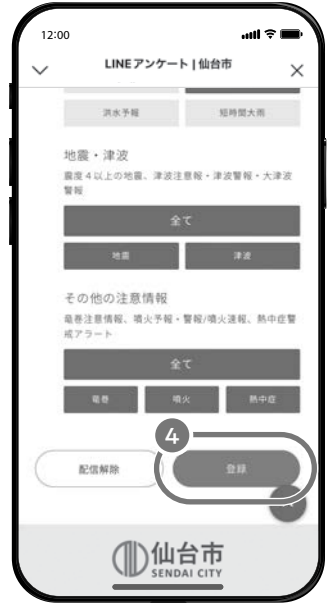 12:00
LINEアンケート | 仙台市
洪水予報 短時間大雨
地震・津波
震度4以上の地震、津波注意報・津波警報・大津波
警報
全て
地震 津波
その他の注意情報
竜巻注意情報、噴火予報・警報/噴火速報、熱中症警
戒アラート
全て
竜巻 噴火 熱中症
4
配信解除 登録
仙台市
SENDAI CITY